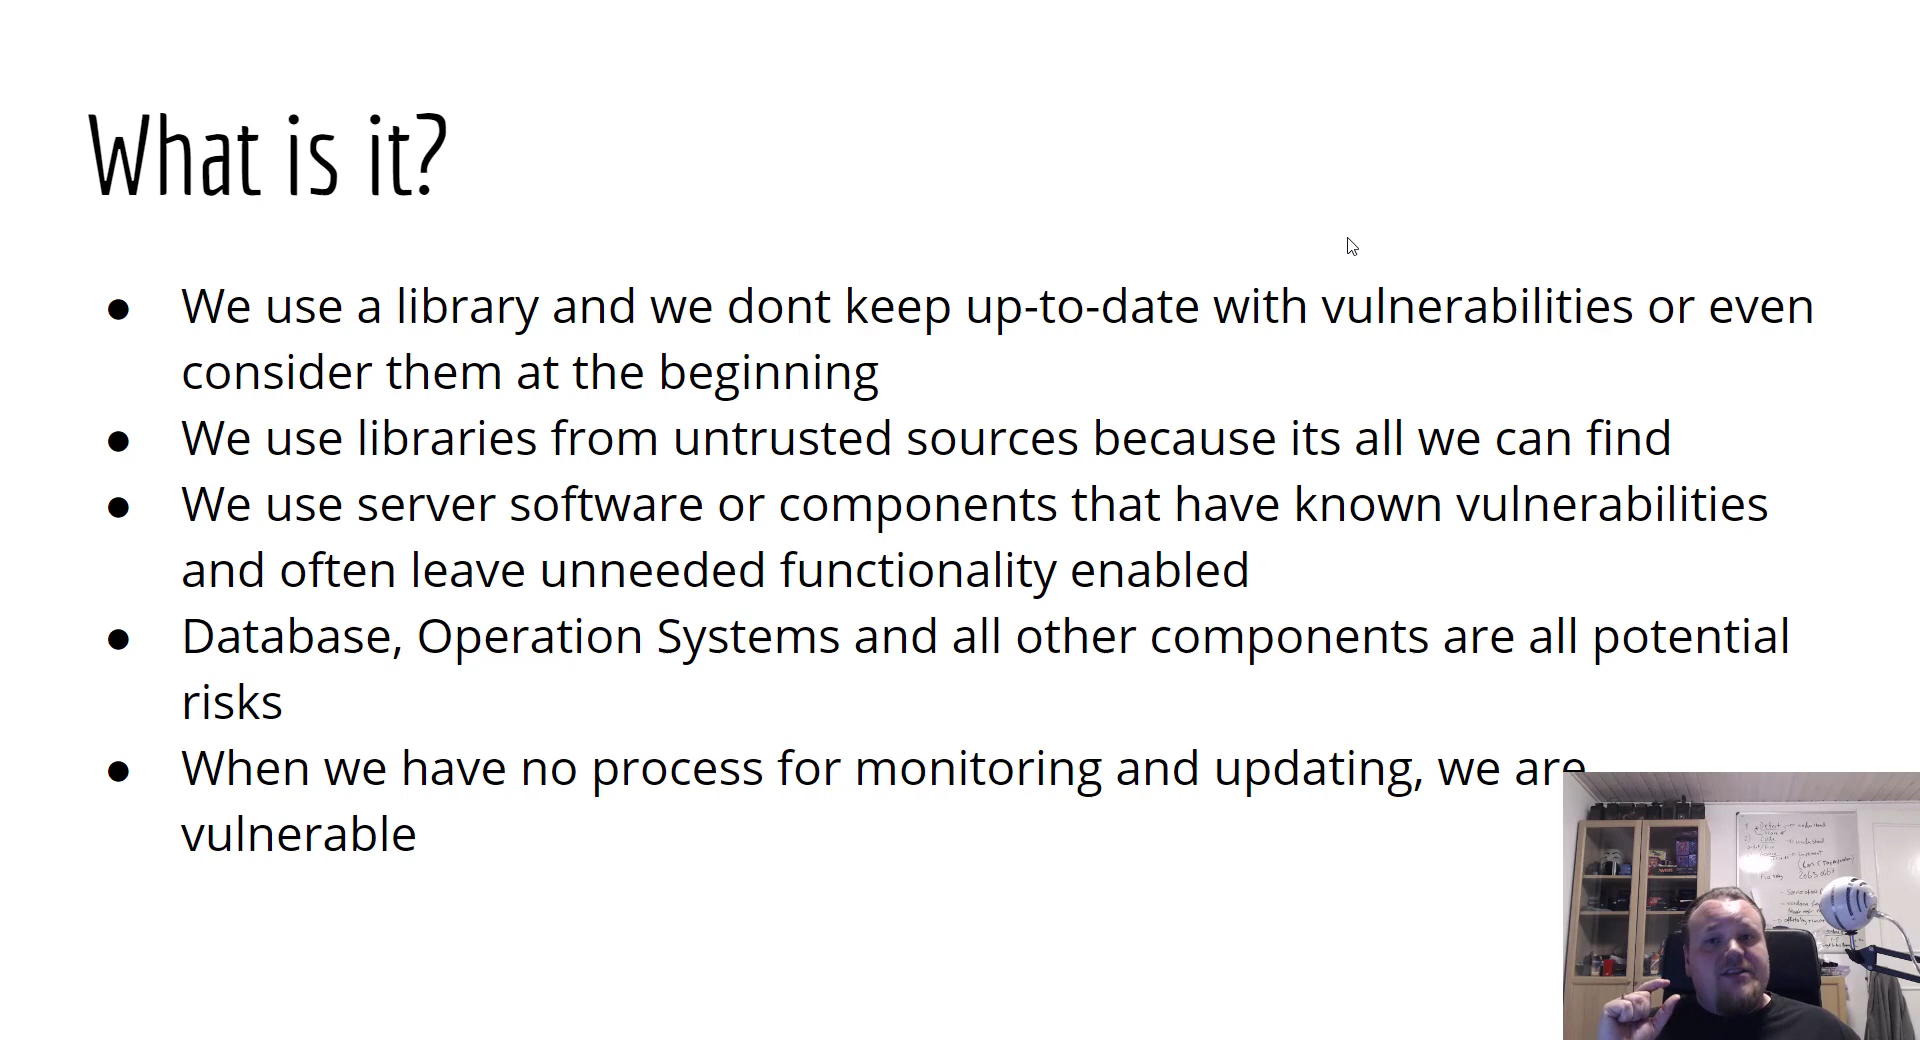 What is it?
● We use a library and we dont keep up-to-date with vulnerabilities or even
consider them at the beginning
● We use libraries from untrusted sources because its all we can find
● We use server software or components that have known vulnerabilities
and often leave unneeded functionality enabled
● Database, Operation Systems and all other components are all potential
risks
● When we have no process for monitoring and updating, we are
vulnerable